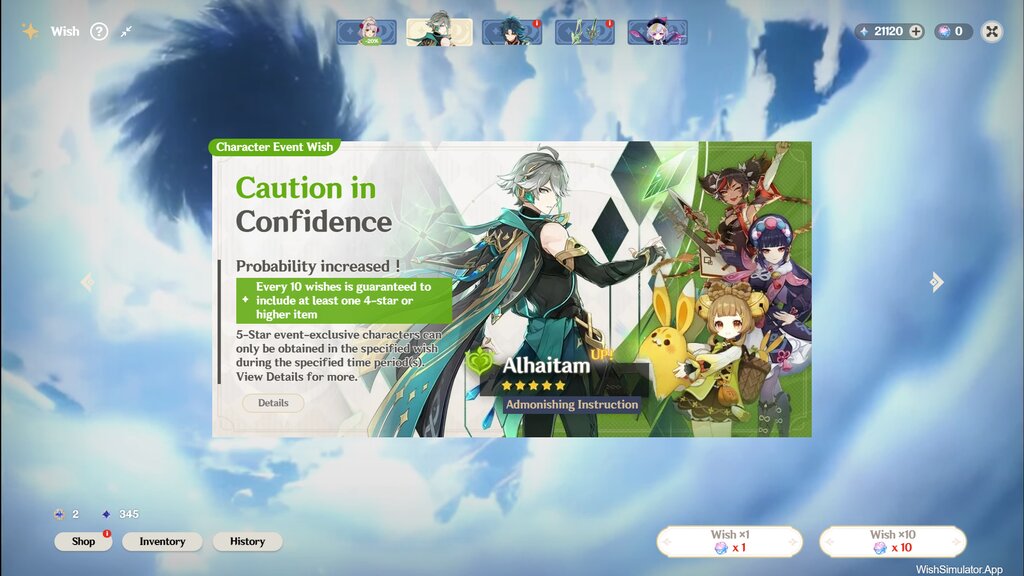 Wish
?
-20%
!
!
21120
0
Character Event Wish
Caution in
Confidence
Probability increased !
Every 10 wishes is guaranteed to
include at least one 4-star or
higher item
5-Star event-exclusive characters can
only be obtained in the specified wish
during the specified time period(s).
View Details for more.
Details
UP!
Alhaitam
Admonishing Instruction
2
345
Shop
!
Inventory
History
Wish ×1
x 1
Wish ×10
x 10
WishSimulator.App